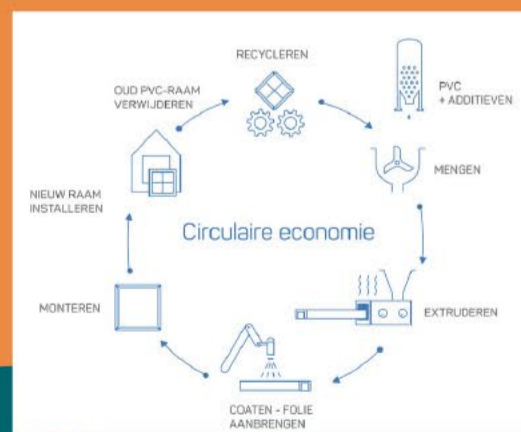 RECYCLEREN
PVC
+ ADDITIEVEN
MENGEN
EXTRUDEREN
COATEN - FOLIE
AANBRENGEN
MONTEREN
NIEUW RAAM
INSTALLEREN
OUD PVC-RAAM
VERWIJDEREN
Circulaire economie